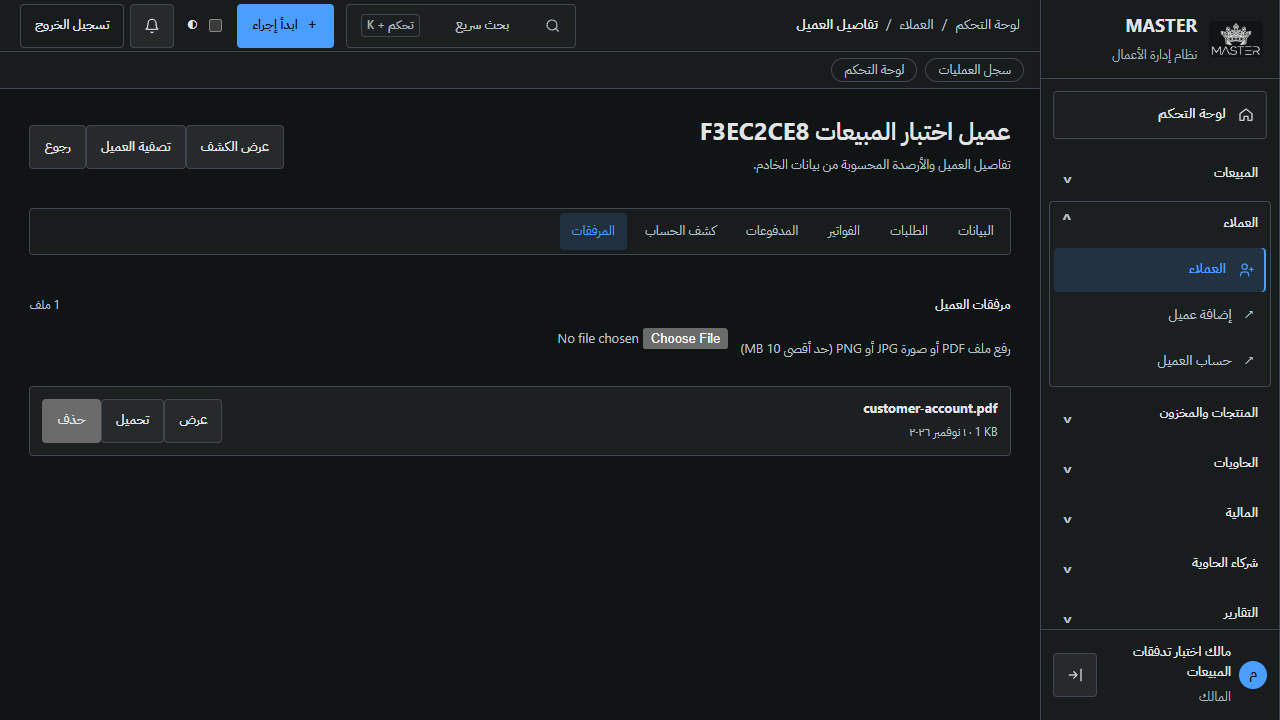 MASTER
نظام إدارة الأعمال
MASTER
لوحة التحكم
المبيعات
العملاء
العملاء
إضافة عميل
حساب العميل
المنتجات والمخزون
الحاويات
المالية
شركاء الحاوية
التقارير
مالك اختبار تدفقات المبيعات
المالك
م
لوحة التحكم / العملاء / تفاصيل العميل
بحث سريع
تحكم + K
+ ابدأ إجراء
تسجيل الخروج
سجل العمليات
لوحة التحكم
عميل اختبار المبيعات F3EC2CE8
تفاصيل العميل والأرصدة المحسوبة من بيانات الخادم.
عرض الكشف
تصفية العميل
رجوع
البيانات
الطلبات
الفواتير
المدفوعات
كشف الحساب
المرفقات
مرفقات العميل
1 ملف
رفع ملف PDF أو صورة JPG أو PNG (حد أقصى 10 MB)
Choose File No file chosen
customer-account.pdf
1 KB · ١٠ نوفمبر ٢٠٢٦
عرض
تحميل
حذف